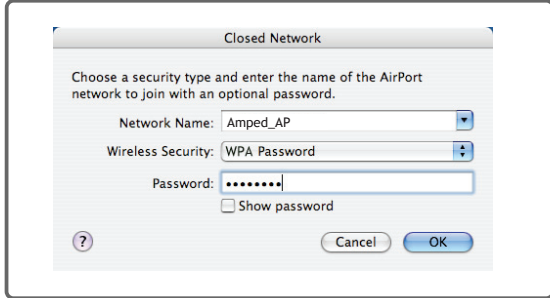 Closed Network
Choose a security type and enter the name of the AirPort
network to join with an optional password.
Network Name: Amped_AP
Wireless Security: WPA Password
Password: ••••••••
Show password
? Cancel OK